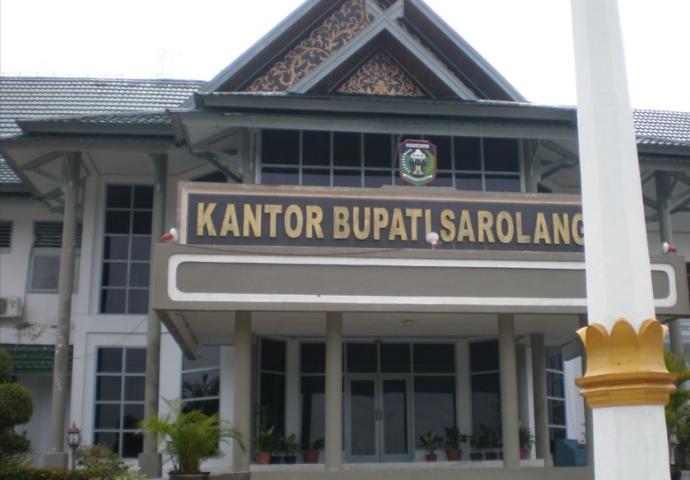 KANTOR BUPATI SAROLANG